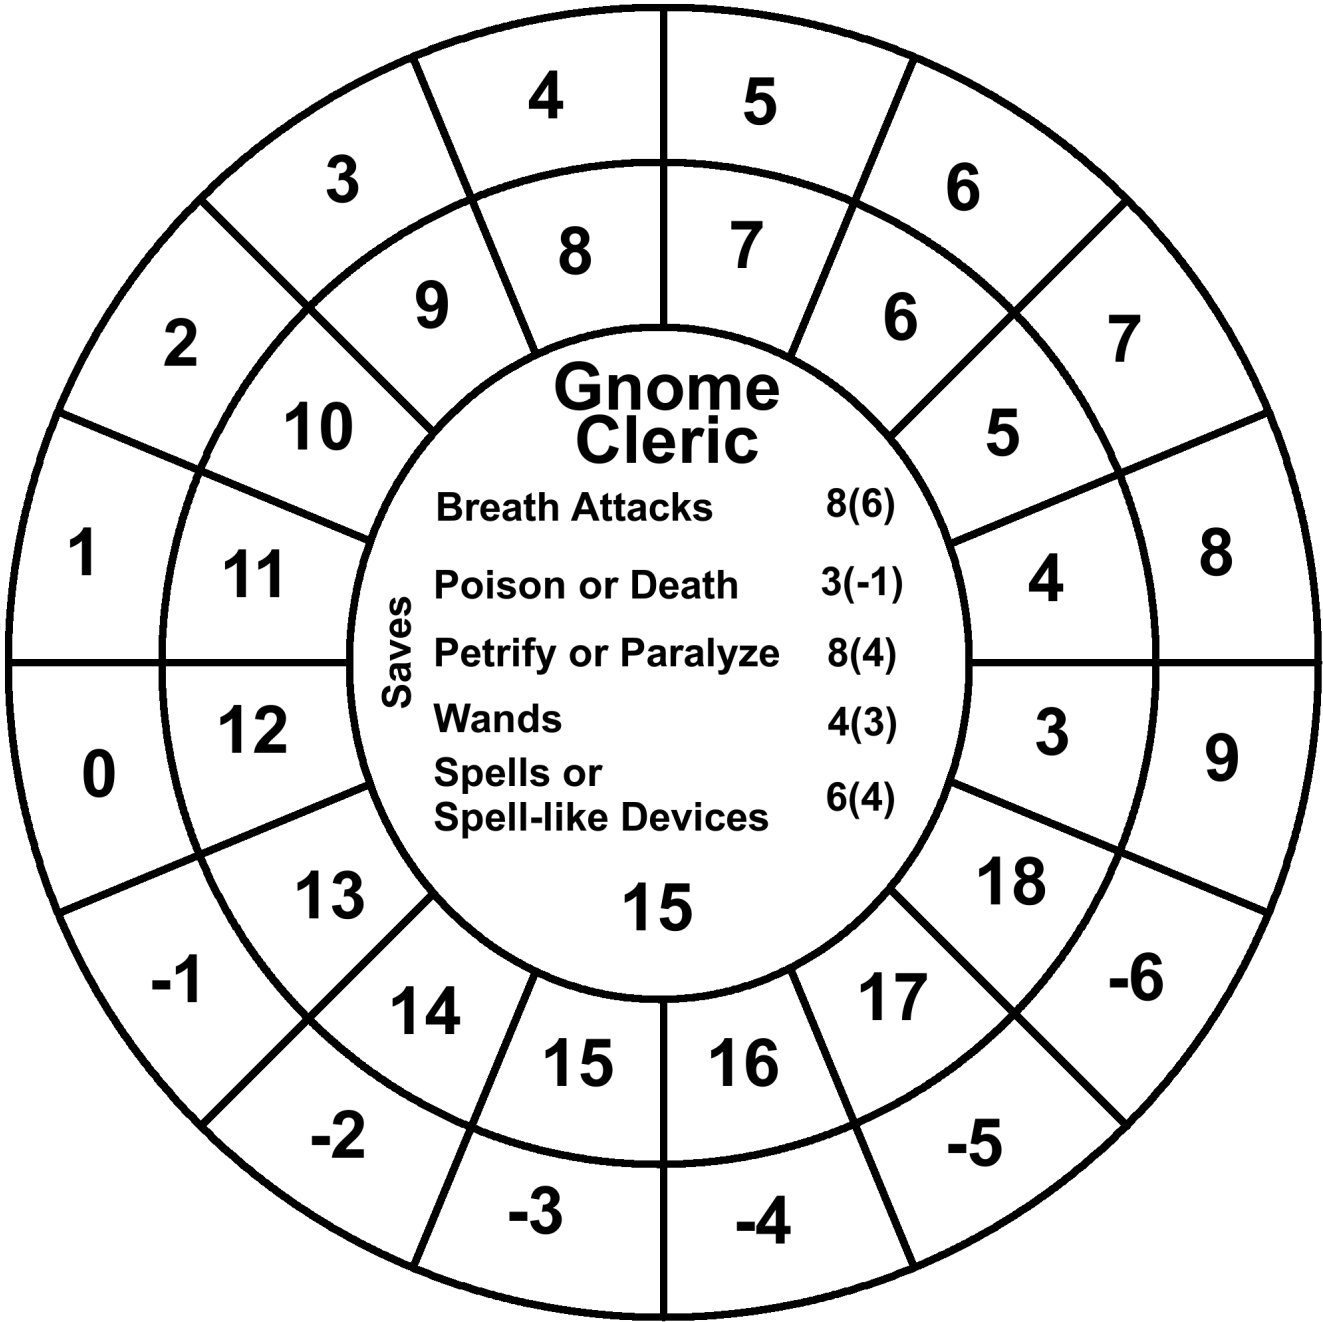 4 5
3 6
8 7
2 9 6 7
10 5
Gnome
Cleric
1 11 4 8
Breath Attacks 8(6)
Poison or Death 3(-1)
Saves
Petrify or Paralyze 8(4)
Wands 4(3)
Spells or
Spell-like Devices 6(4)
0 12 3 9
15
13 18
-1 14 17 -6
15 16
-2 -5
-3 -4